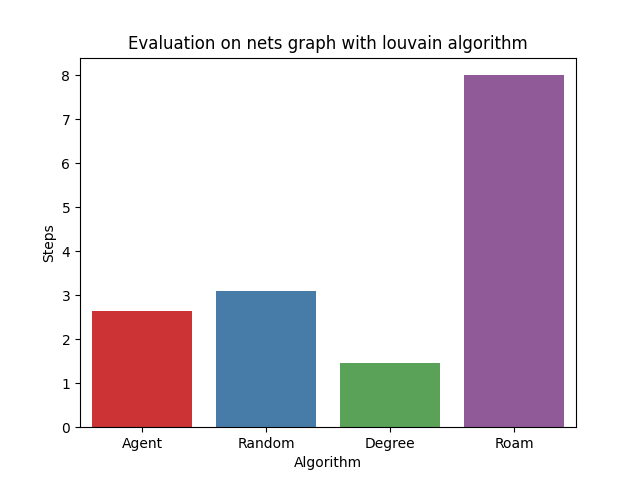 Evaluation on nets graph with louvain algorithm
8
7
6
5
4
3
2
1
0
Steps
Agent Random Degree Roam
Algorithm